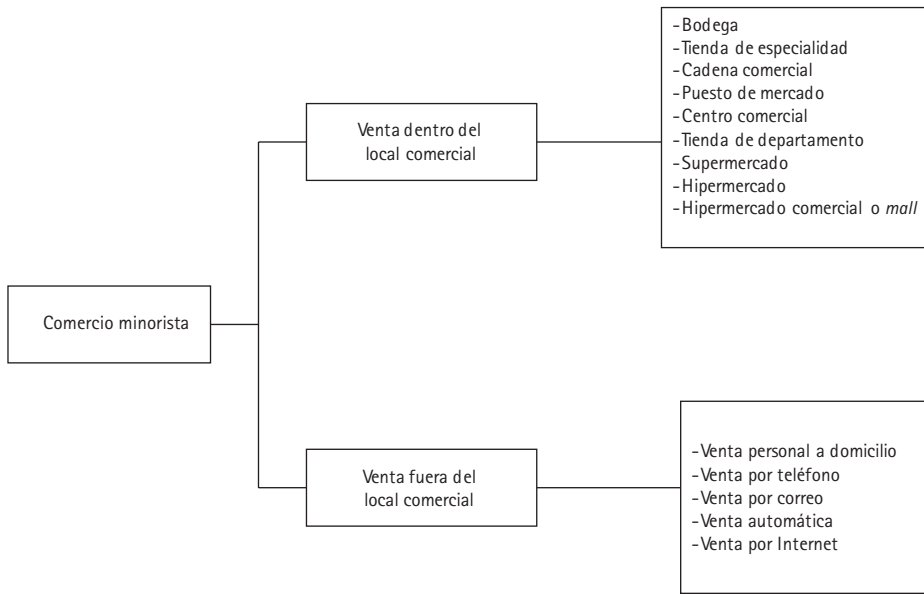 Comercio minorista
Venta dentro del
local comercial
-Bodega
-Tienda de especialidad
-Cadena comercial
-Puesto de mercado
-Centro comercial
-Tienda de departamento
-Supermercado
-Hipermercado
-Hipermercado comercial o mall
Venta fuera del
local comercial
-Venta personal a domicilio
-Venta por teléfono
-Venta por correo
-Venta automática
-Venta por Internet